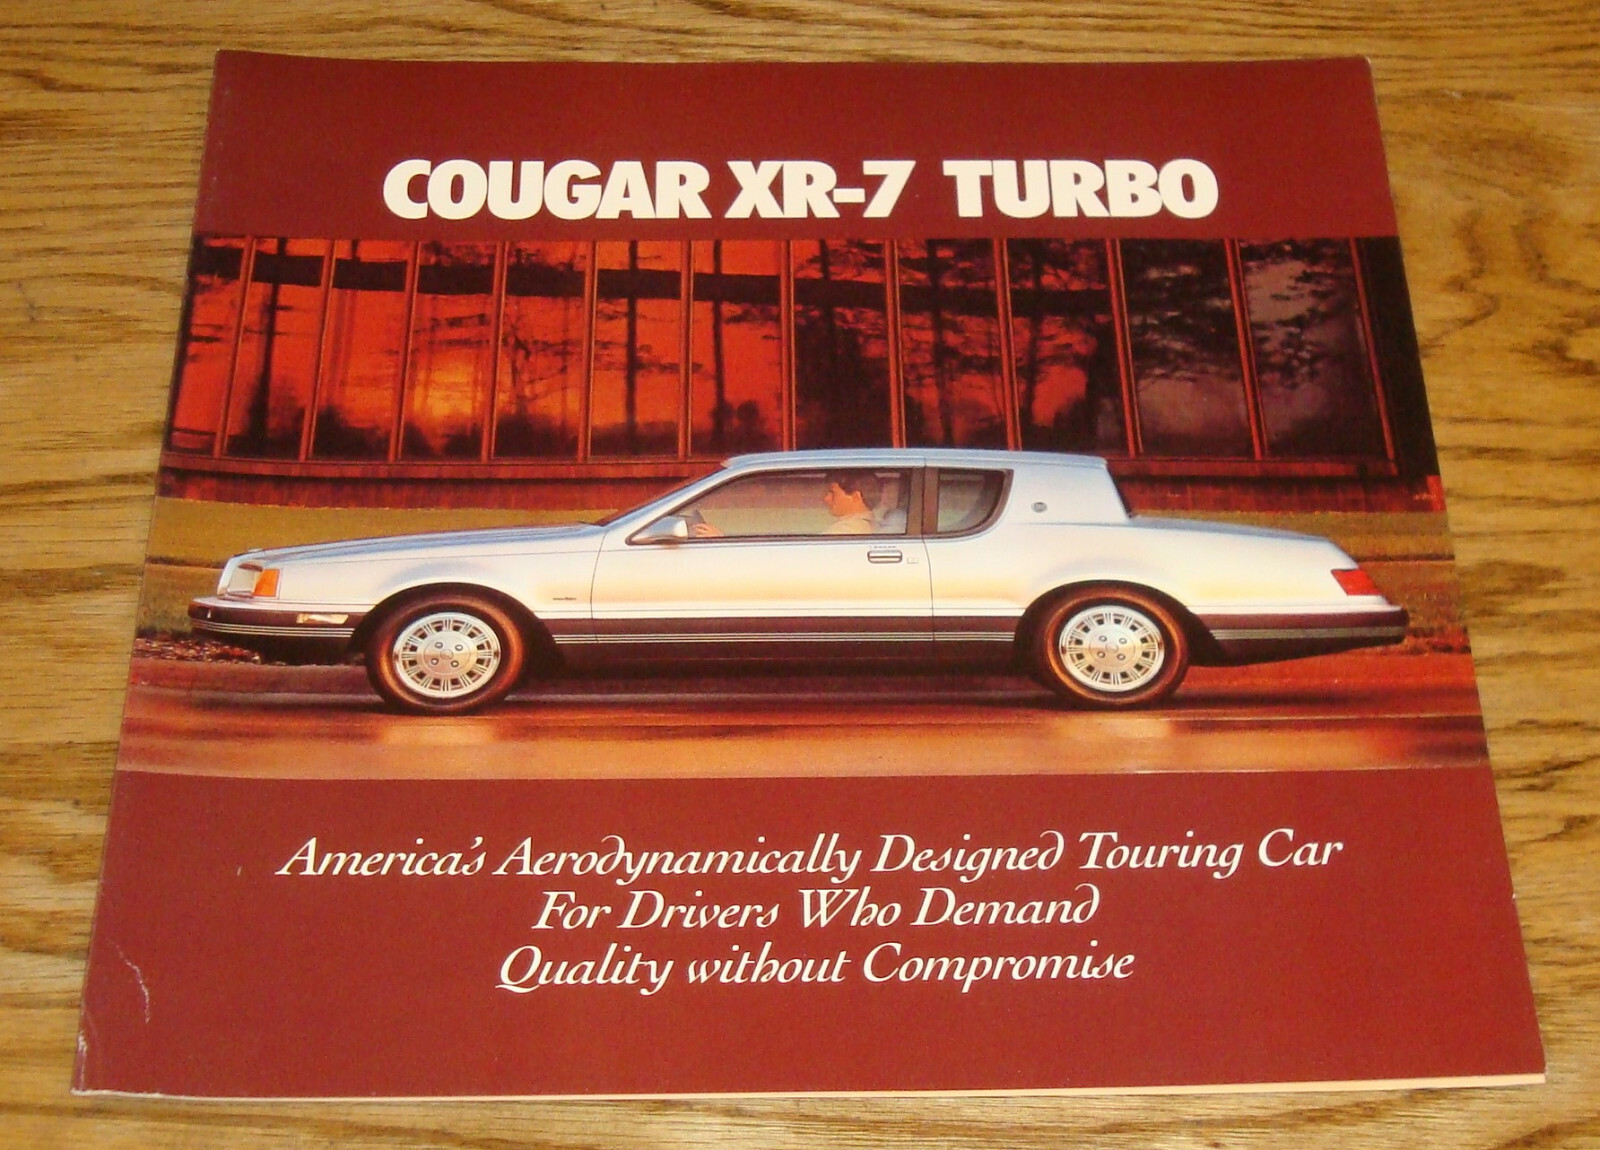 COUGAR XR-7 TURBO
America's Aerodynamically Designed Touring Car
For Drivers Who Demand
Quality without Compromise